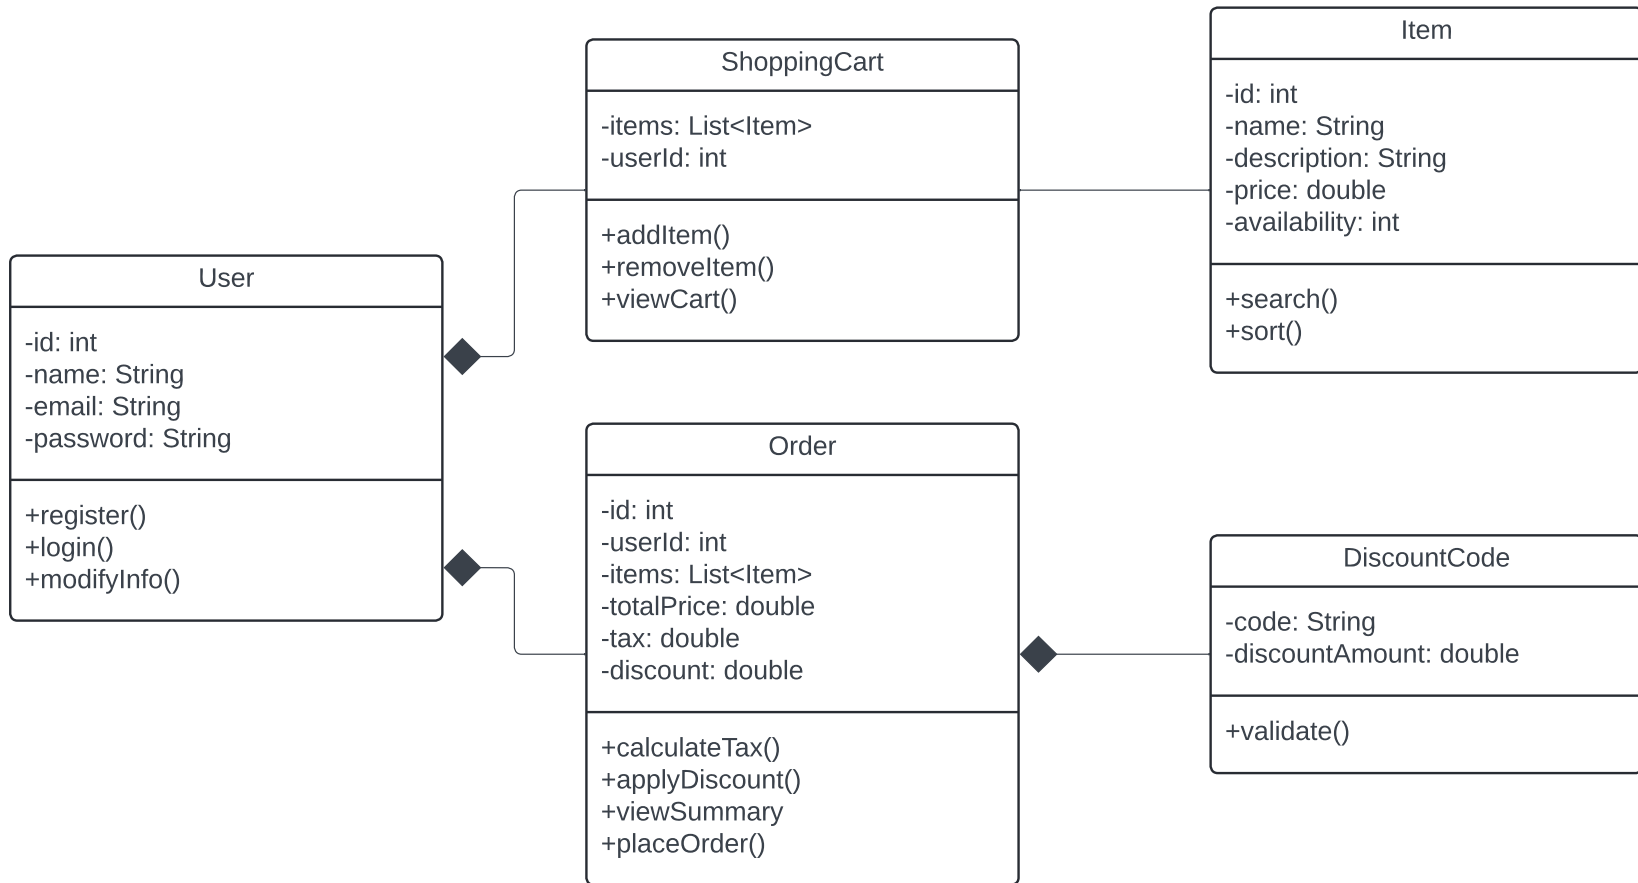 User
-id: int
-name: String
-email: String
-password: String
+register()
+login()
+modifyInfo()
ShoppingCart
-items: List<Item>
-userId: int
+addItem()
+removeItem()
+viewCart()
Item
-id: int
-name: String
-description: String
-price: double
-availability: int
+search()
+sort()
Order
-id: int
-userId: int
-items: List<Item>
-totalPrice: double
-tax: double
-discount: double
+calculateTax()
+applyDiscount()
+viewSummary
+placeOrder()
DiscountCode
-code: String
-discountAmount: double
+validate()